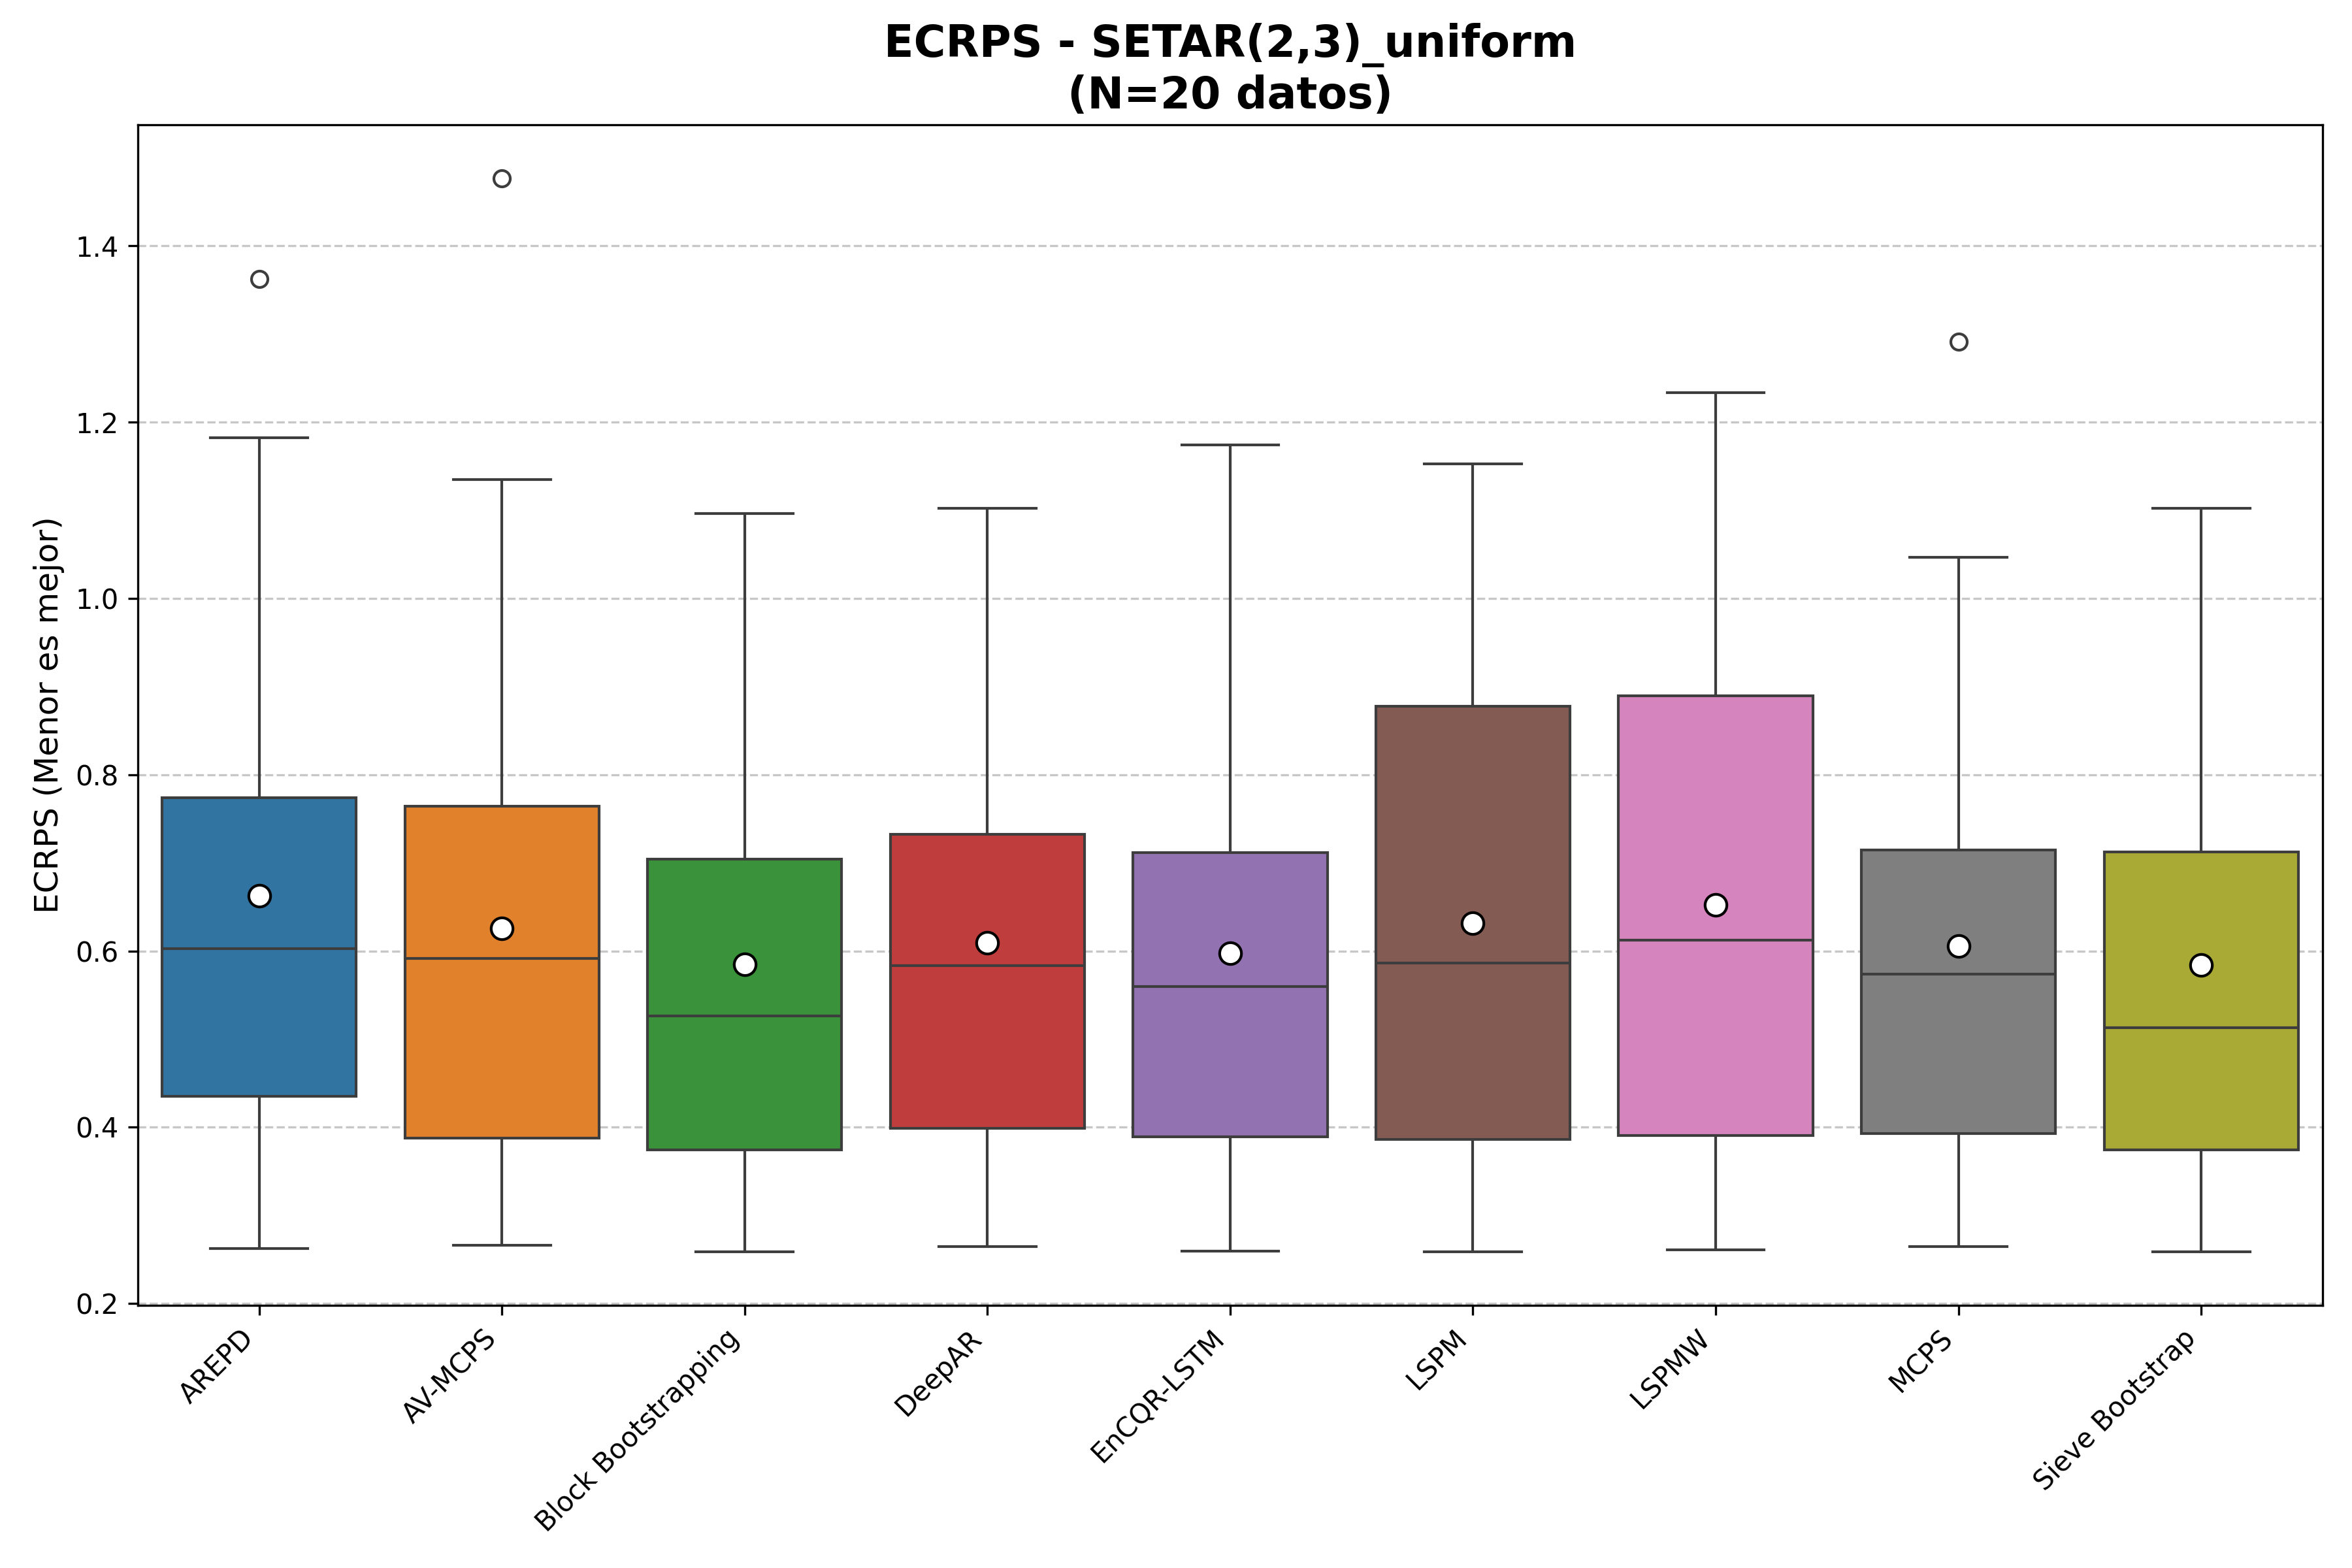 ECRPS - SETAR(2,3)_uniform
(N=20 datos)
ECRPS (Menor es mejor)
1.4
1.2
1.0
0.8
0.6
0.4
0.2
AREPD
AV-MCPS
Block Bootstrapping
DeepAR
EnCQR-LSTM
LSPM
LSPMW
MCPS
Sieve Bootstrap